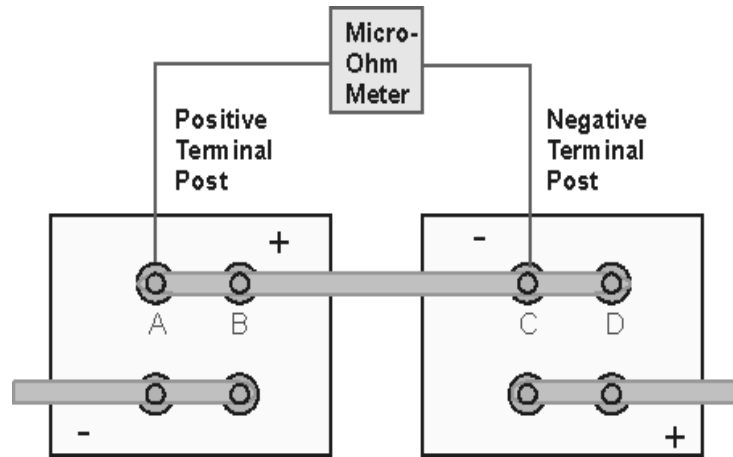 Micro-
Ohm
Meter
Positive
Terminal
Post
Negative
Terminal
Post
+
-
A B
C D
-
+